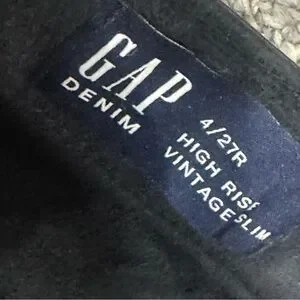 GAP
DENIM
4/27R
HIGH RISE
VINTAGE SLIM